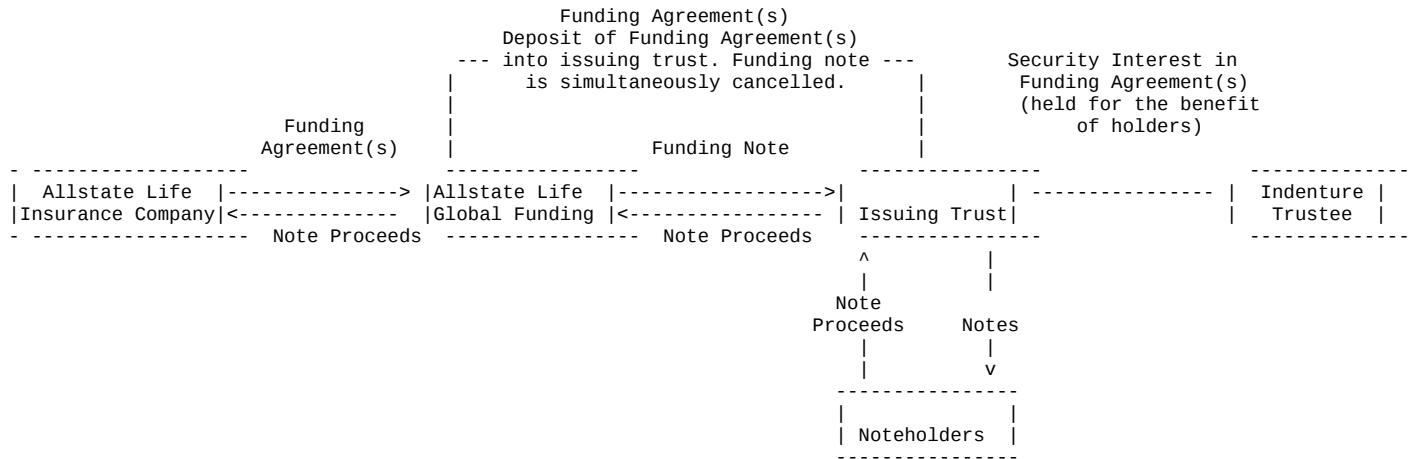 Funding Agreement(s)
Deposit of Funding Agreement(s)
--- into issuing trust. Funding note --- Security Interest in
| is simultaneously cancelled. | Funding Agreement(s)
| | (held for the benefit
Funding | | of holders)
Agreement(s) | Funding Note |
- ------------------- ----------------- ---------------- --------------
| Allstate Life |---------------> |Allstate Life |------------------>| | ---------------- | Indenture |
|Insurance Company|<-------------- |Global Funding |<----------------- | Issuing Trust| | Trustee |
- ------------------- Note Proceeds ----------------- Note Proceeds ---------------- --------------
^ |
| |
Note |
Proceeds Notes
| |
| v
----------------
| |
| Noteholders |
----------------